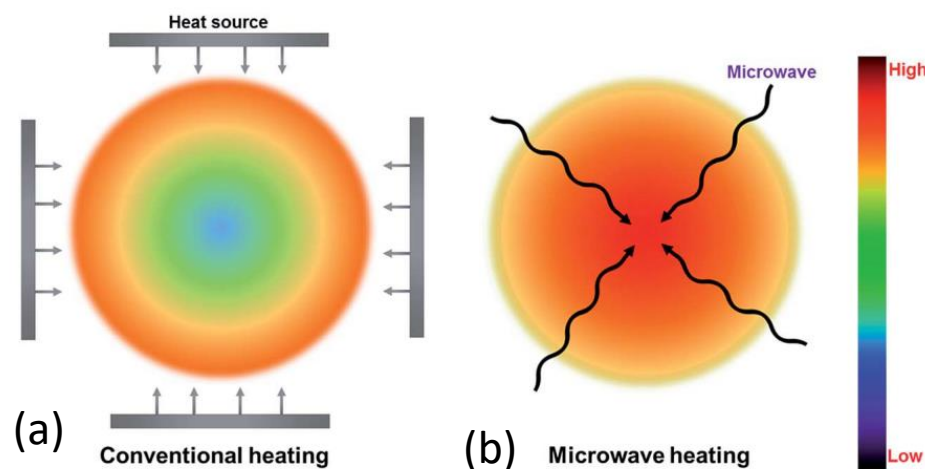 Heat source
(a)
Conventional heating
Microwave
(b)
Microwave heating
High
Low